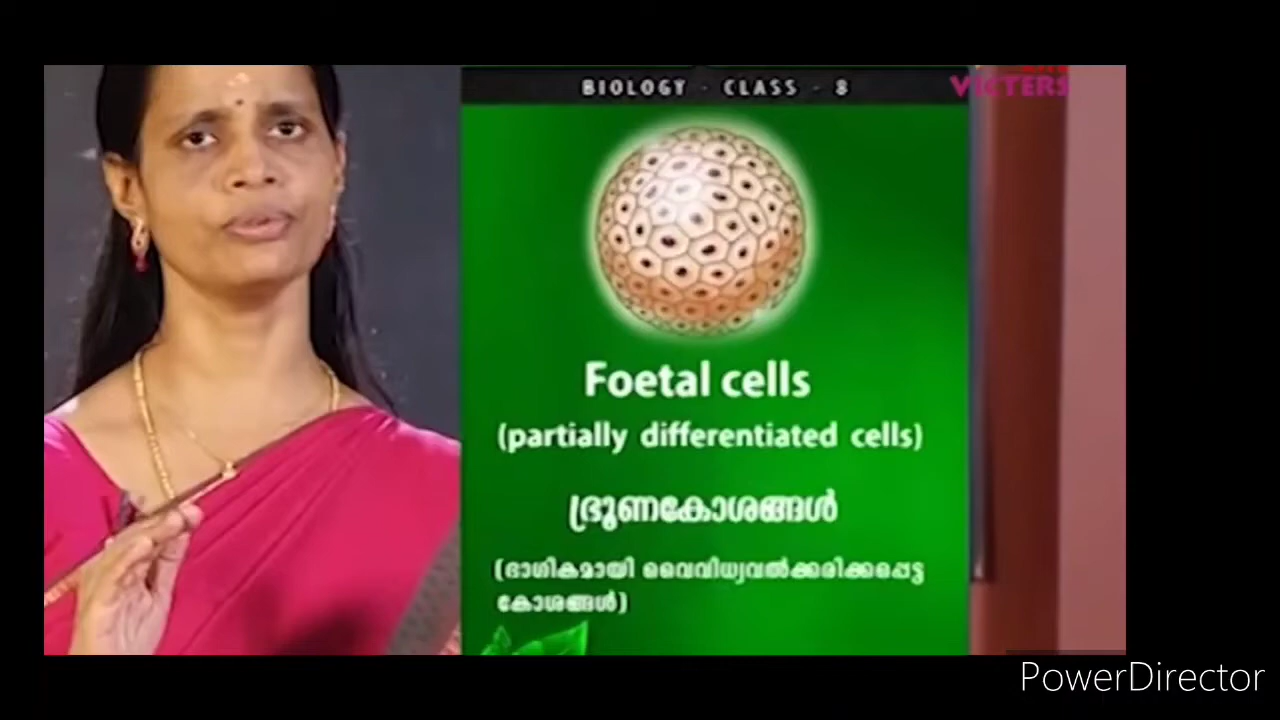 BIOLOGY - CLASS - 8
VICTERS
Foetal cells
(partially differentiated cells)
ഭ്രൂണകോശങ്ങൾ
(ഭാഗികമായി വൈവിധ്യവൽക്കരിക്കപ്പെട്ട
കോശങ്ങൾ)
PowerDirector